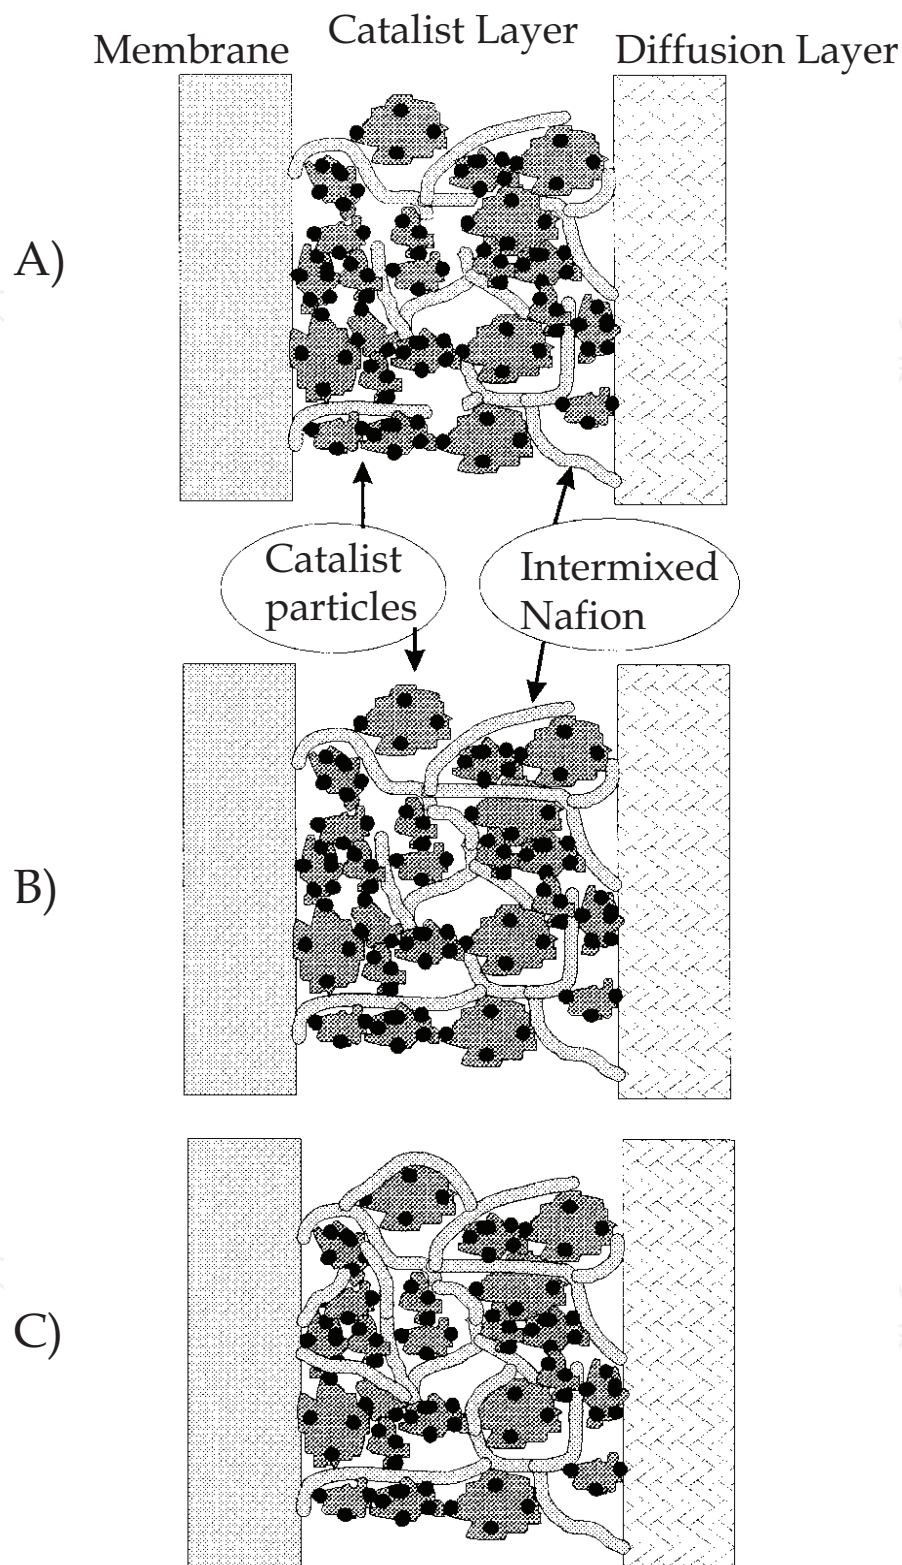 Membrane
Catalist Layer
Diffusion Layer
A)
Catalist
particles
Intermixed
Nafion
B)
C)